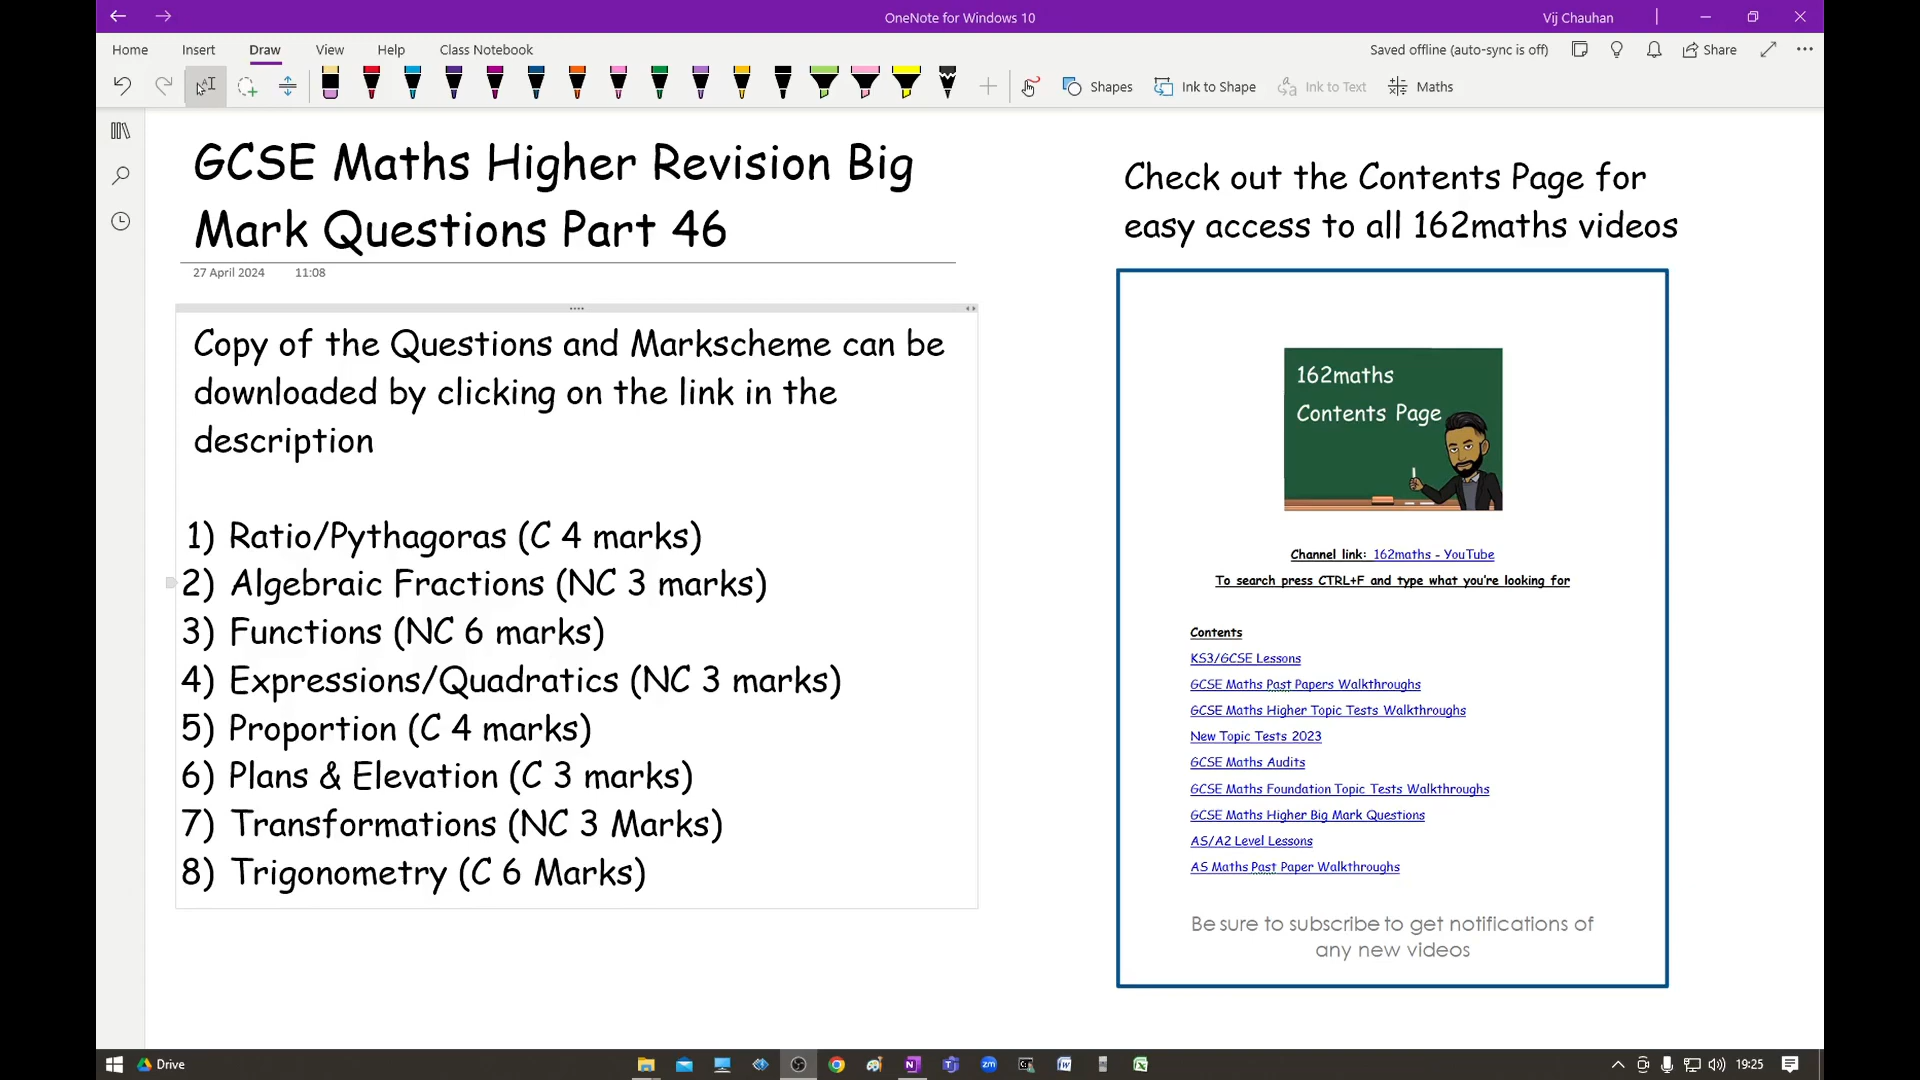 OneNote for Windows 10
Vij Chauhan
Home Insert Draw View Help Class Notebook
Saved offline (auto-sync is off)
Share
Shapes
Ink to Shape
Ink to Text
Maths
GCSE Maths Higher Revision Big
Mark Questions Part 46
27 April 2024 11:08
Copy of the Questions and Markscheme can be
downloaded by clicking on the link in the
description
1) Ratio/Pythagoras (C 4 marks)
2) Algebraic Fractions (NC 3 marks)
3) Functions (NC 6 marks)
4) Expressions/Quadratics (NC 3 marks)
5) Proportion (C 4 marks)
6) Plans & Elevation (C 3 marks)
7) Transformations (NC 3 Marks)
8) Trigonometry (C 6 Marks)
Check out the Contents Page for
easy access to all 162maths videos
162maths
Contents Page
Channel link: 162maths - YouTube
To search press CTRL+F and type what you're looking for
Contents
KS3/GCSE Lessons
GCSE Maths Past Papers Walkthroughs
GCSE Maths Higher Topic Tests Walkthroughs
New Topic Tests 2023
GCSE Maths Audits
GCSE Maths Foundation Topic Tests Walkthroughs
GCSE Maths Higher Big Mark Questions
AS/A2 Level Lessons
AS Maths Past Paper Walkthroughs
Be sure to subscribe to get notifications of
any new videos
Drive
19:25